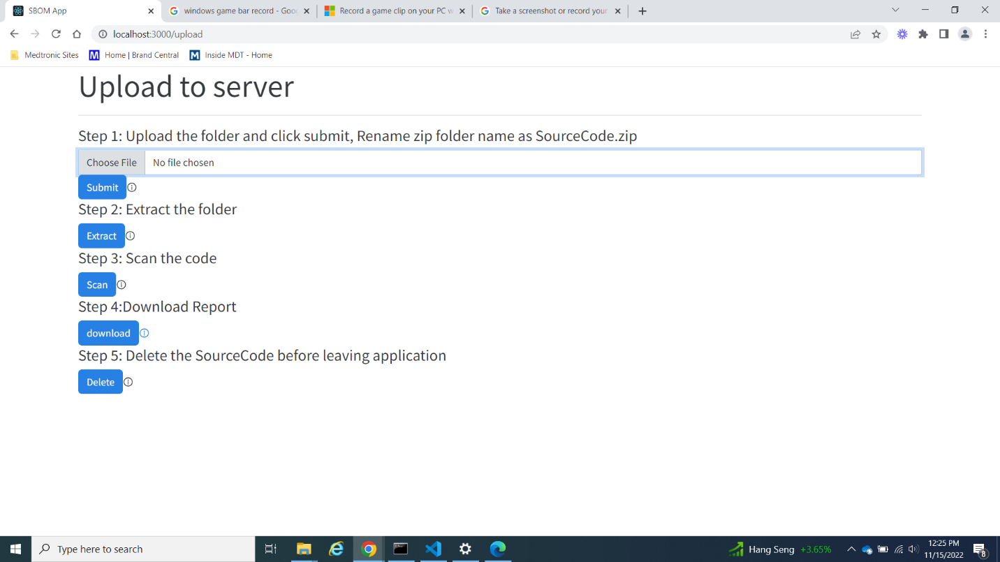 SBOM App
windows game bar record - Goo
Record a game clip on your PC w
Take a screenshot or record your
localhost:3000/upload
Medtronic Sites
M Home | Brand Central
M Inside MDT - Home
Upload to server
Step 1: Upload the folder and click submit, Rename zip folder name as SourceCode.zip
Choose File No file chosen
Submit
Step 2: Extract the folder
Extract
Step 3: Scan the code
Scan
Step 4:Download Report
download
Step 5: Delete the SourceCode before leaving application
Delete
Type here to search
Hang Seng +3.65%
12:25 PM
11/15/2022
8